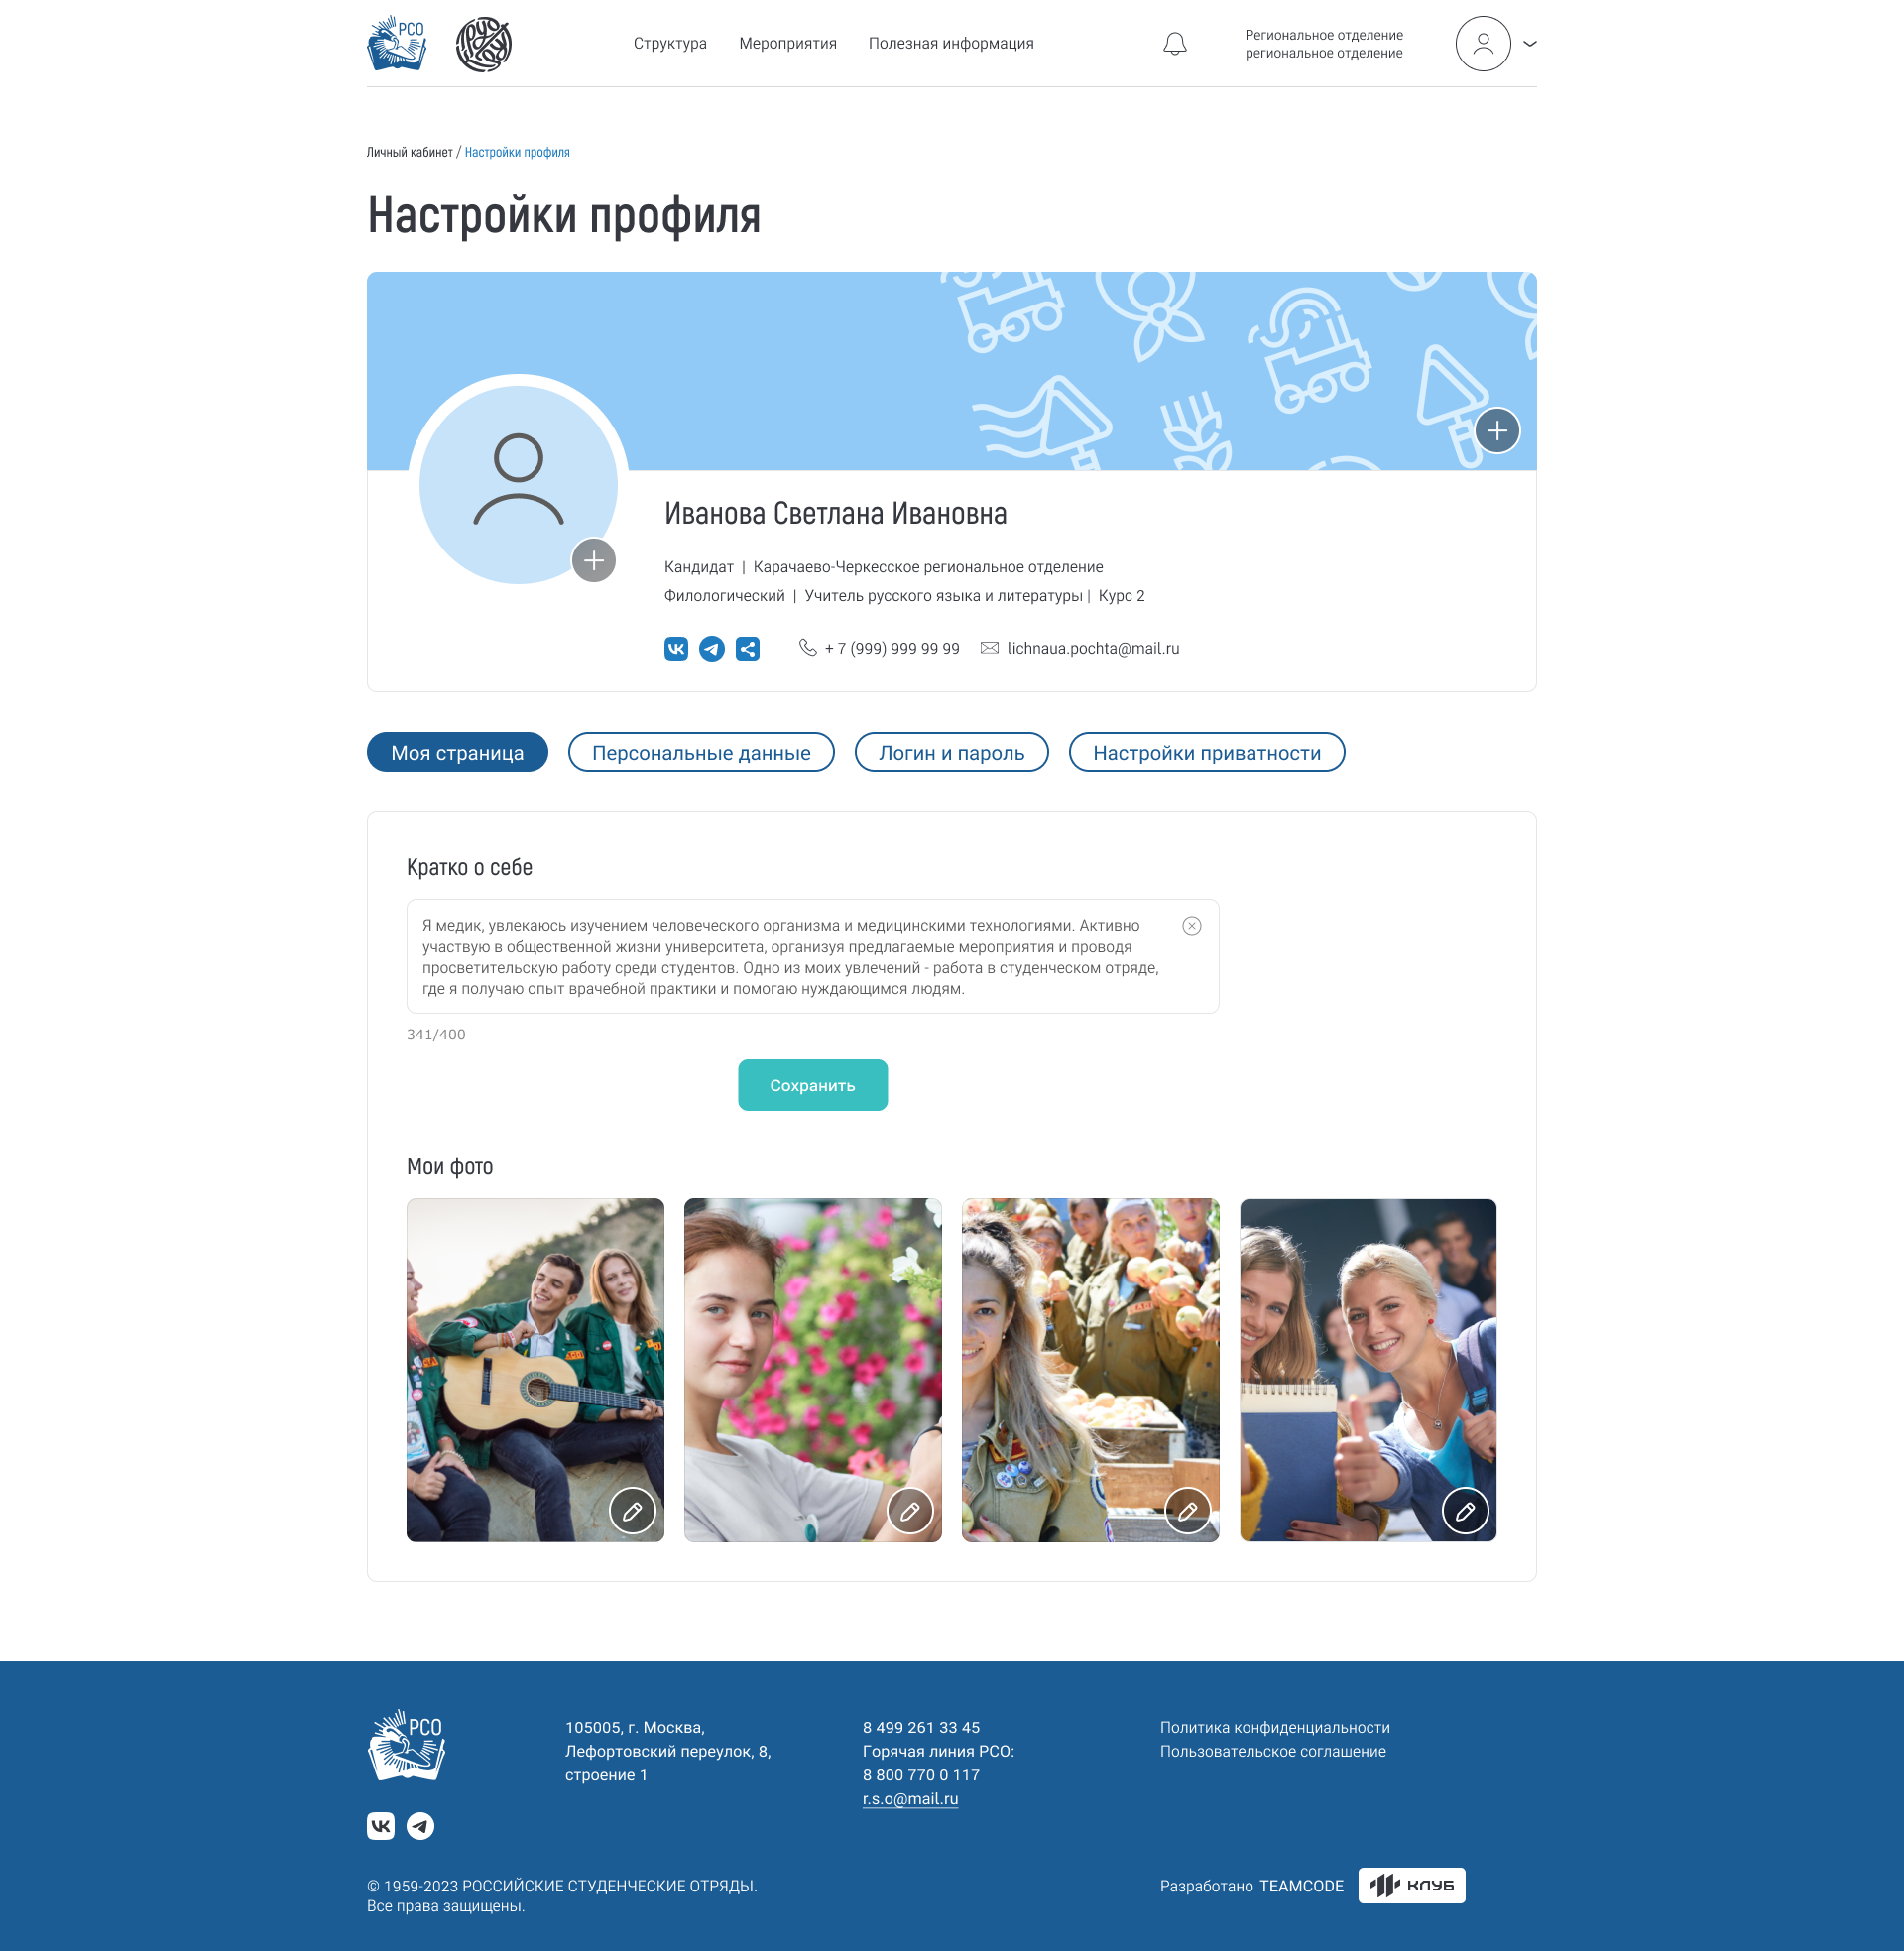 РСО
Структура
Мероприятия
Полезная информация
Региональное отделение
региональное отделение
Личный кабинет / Настройки профиля
Настройки профиля
Иванова Светлана Ивановна
Кандидат | Карачаево-Черкесское региональное отделение
Филологический | Учитель русского языка и литературы | Курс 2
+ 7 (999) 999 99 99
lichnaua.pochta@mail.ru
Моя страница
Персональные данные
Логин и пароль
Настройки приватности
Кратко о себе
Я медик, увлекаюсь изучением человеческого организма и медицинскими технологиями. Активно
участвую в общественной жизни университета, организуя предлагаемые мероприятия и проводя
просветительскую работу среди студентов. Одно из моих увлечений - работа в студенческом отряде,
где я получаю опыт врачебной практики и помогаю нуждающимся людям.
341/400
Сохранить
Мои фото
РСО
105005, г. Москва,
Лефортовский переулок, 8,
строение 1
8 499 261 33 45
Горячая линия РСО:
8 800 770 0 117
r.s.o@mail.ru
Политика конфиденциальности
Пользовательское соглашение
© 1959-2023 РОССИЙСКИЕ СТУДЕНЧЕСКИЕ ОТРЯДЫ.
Все права защищены.
Разработано TEAMCODE
КЛУБ